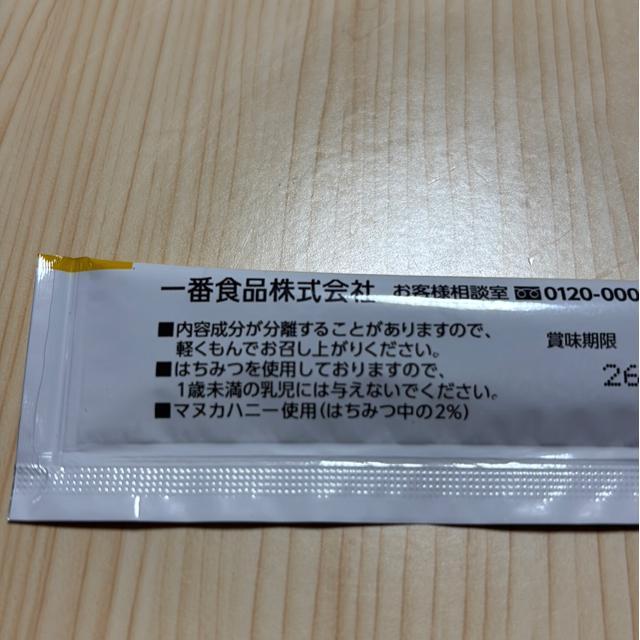 一番食品株式会社 お客様相談室 0120-000
■内容成分が分離することがありますので、
軽くもんでお召し上がりください。
■はちみつを使用しておりますので、
1歳未満の乳児には与えないでください。
■マヌカハニー使用(はちみつ中の2%)
賞味期限
26